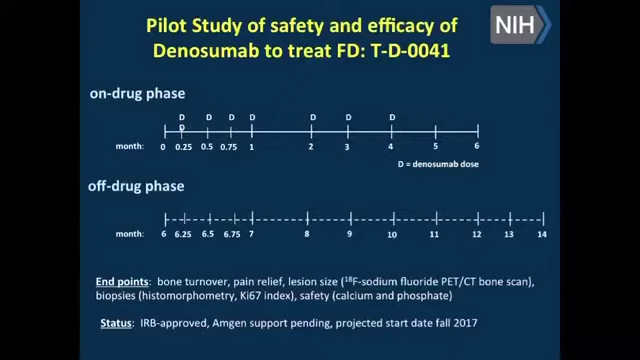 Pilot Study of safety and efficacy of
Denosumab to treat FD: T-D-0041
NIH
on-drug phase
D D D D D D D
D
month: 0 0.25 0.5 0.75 1 2 3 4 5 6
D = denosumab dose
off-drug phase
month: 6 6.25 6.5 6.75 7 8 9 10 11 12 13 14
End points: bone turnover, pain relief, lesion size (¹⁸F-sodium fluoride PET/CT bone scan),
biopsies (histomorphometry, Ki67 index), safety (calcium and phosphate)
Status: IRB-approved, Amgen support pending, projected start date fall 2017